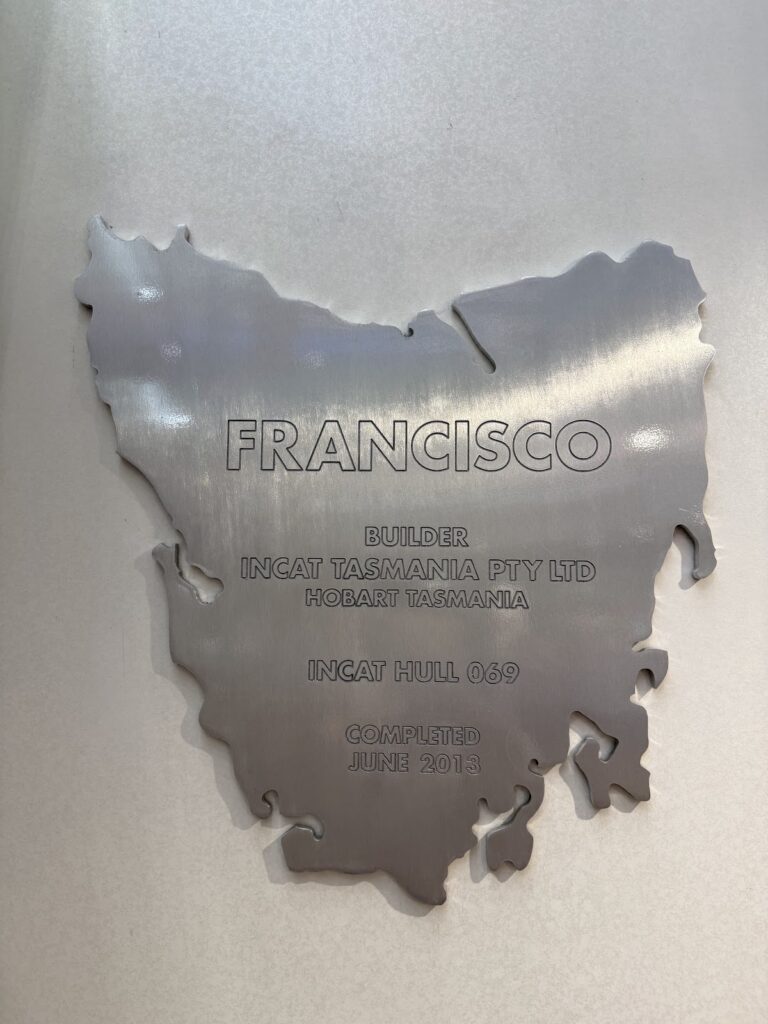 FRANCISCO
BUILDER
INCAT TASMANIA PTY LTD
HOBART TASMANIA
INCAT HULL 069
COMPLETED
JUNE 2013